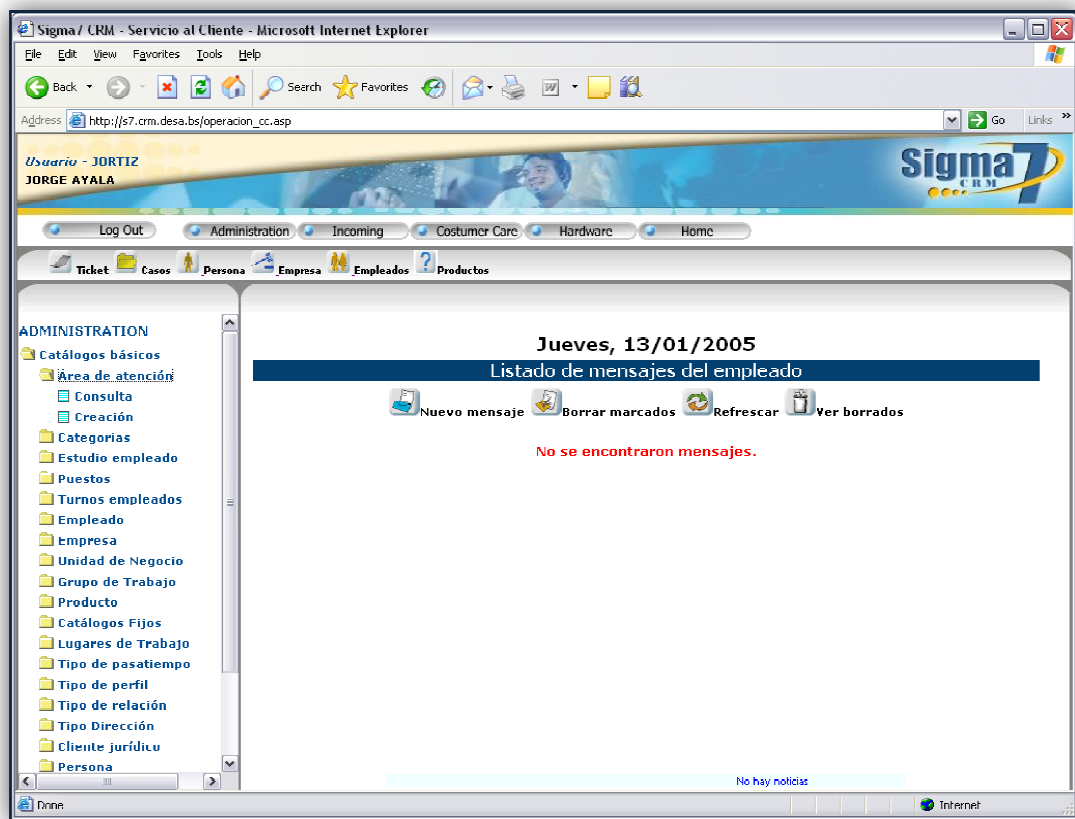 Sigma7 CRM - Servicio al Cliente - Microsoft Internet Explorer
File Edit View Favorites Tools Help
Back Search Favorites
Address http://s7.crm.desa.bs/operacion_cc.asp Go Links »
Usuario - JORTIZ
JORGE AYALA
Sigma 7
CRM
Log Out Administration Incoming Costumer Care Hardware Home
Ticket Casos Persona Empresa Empleados Productos
ADMINISTRATION
Catálogos básicos
Área de atención
Consulta
Creación
Categorias
Estudio empleado
Puestos
Turnos empleados
Empleado
Empresa
Unidad de Negocio
Grupo de Trabajo
Producto
Catálogos Fijos
Lugares de Trabajo
Tipo de pasatiempo
Tipo de perfil
Tipo de relación
Tipo Dirección
Cliente jurídico
Persona
Jueves, 13/01/2005
Listado de mensajes del empleado
Nuevo mensaje Borrar marcados Refrescar Ver borrados
No se encontraron mensajes.
No hay noticias
Done Internet